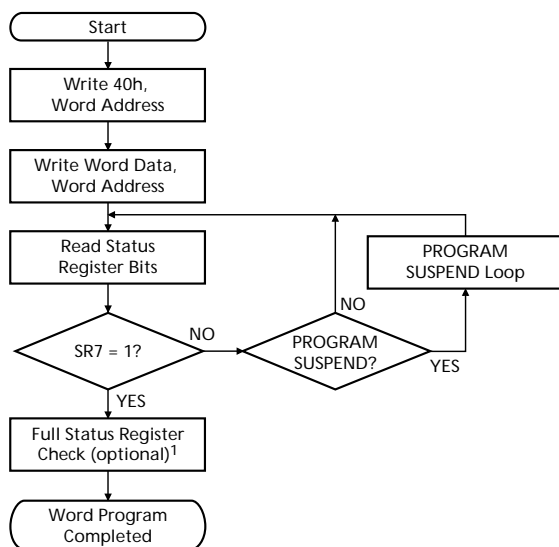 Start
Write 40h,
Word Address
Write Word Data,
Word Address
Read Status
Register Bits
PROGRAM
SUSPEND Loop
NO
SR7 = 1?
NO
PROGRAM
SUSPEND?
YES
YES
Full Status Register
Check (optional)1
Word Program
Completed